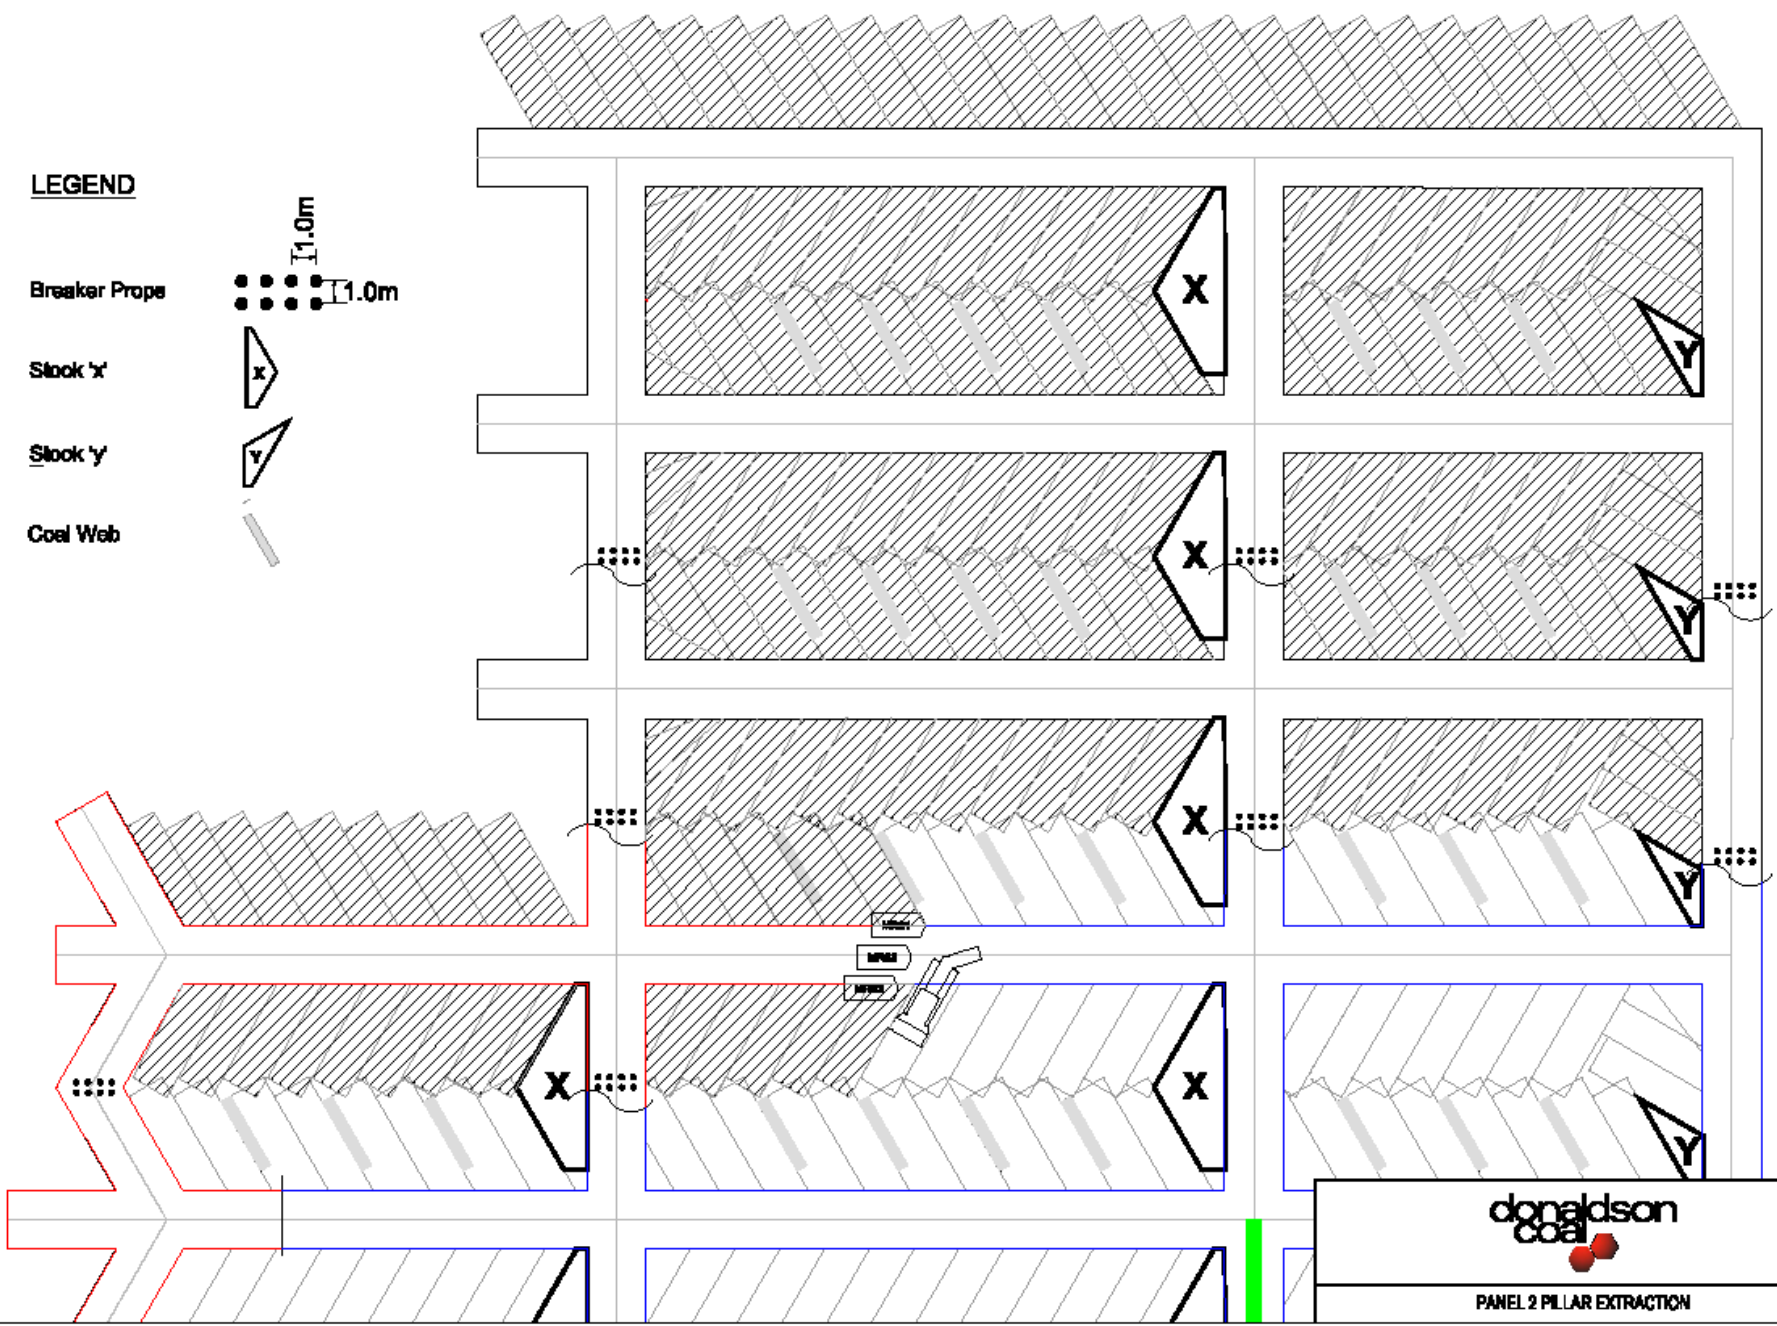 LEGEND
1.0m
Breaker Props
1.0m
Stook 'x'
X
Stook 'y'
Y
Coal Web
X
Y
X
Y
X
Y
X
X
Y
donaldson
coal
PANEL 2 PILLAR EXTRACTION